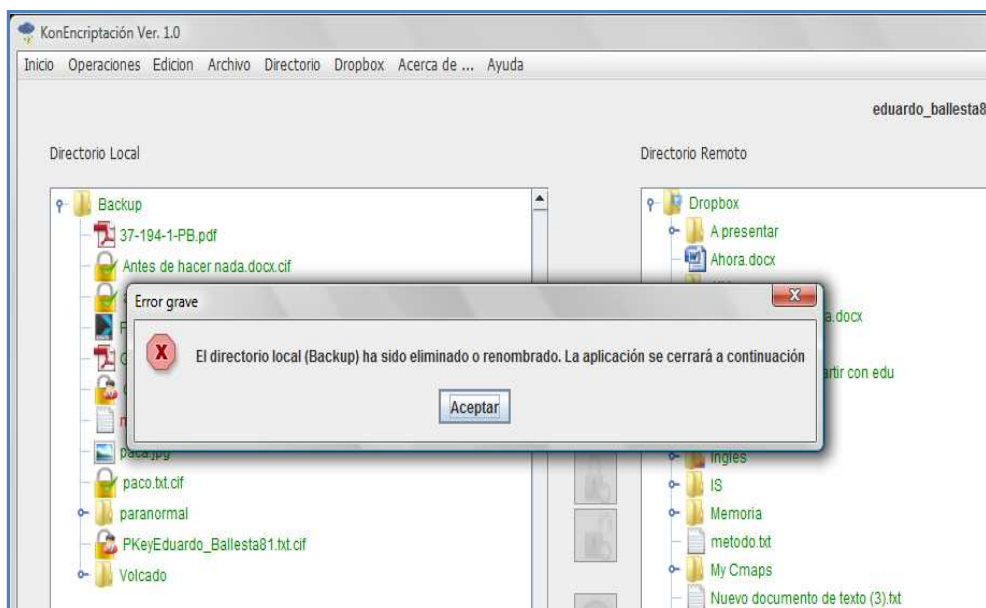 KonEncriptación Ver. 1.0
Inicio Operaciones Edicion Archivo Directorio Dropbox Acerca de ... Ayuda
eduardo_ballesta8
Directorio Local
Directorio Remoto
Backup
37-194-1-PB.pdf
Antes de hacer nada.docx.cif
Dropbox
A presentar
Ahora.docx
Error grave
El directorio local (Backup) ha sido eliminado o renombrado. La aplicación se cerrará a continuación
Aceptar
a.docx
artir con edu
paca.jpg
paco.txt.cif
paranormal
PKeyEduardo_Ballesta81.txt.cif
Volcado
Ingles
IS
Memoria
metodo.txt
My Cmaps
Nuevo documento de texto (3).txt